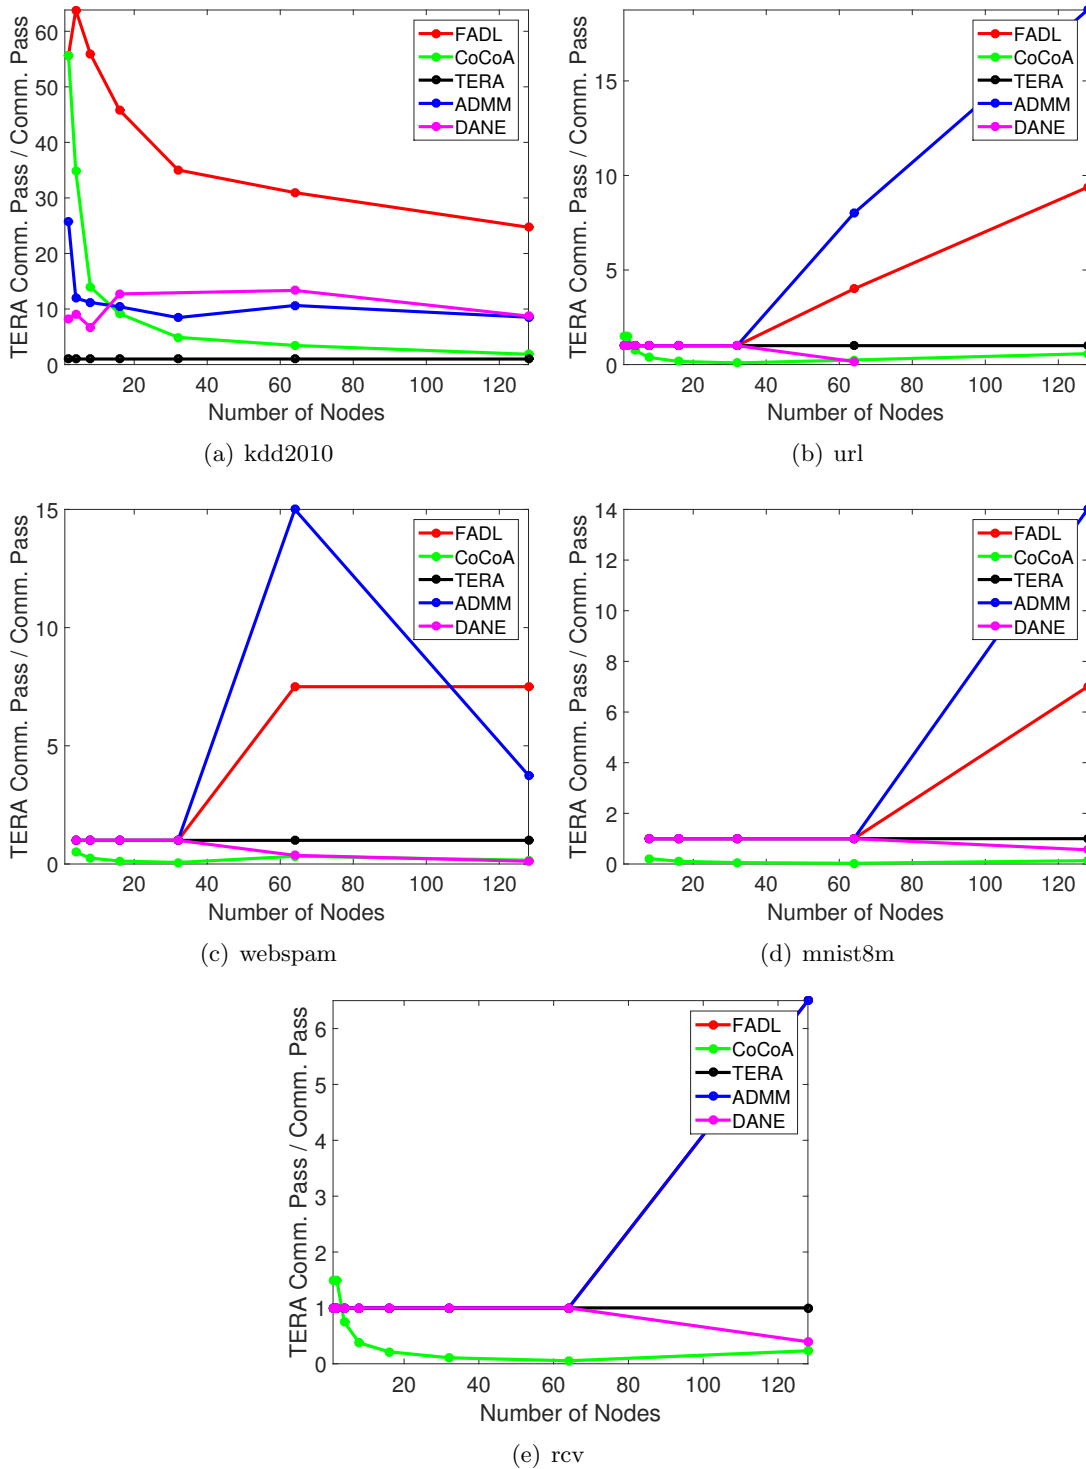 TERA Comm. Pass / Comm. Pass
60
50
40
30
20
10
0
20 40 60 80 100 120
Number of Nodes
FADL
CoCoA
TERA
ADMM
DANE
(a) kdd2010
TERA Comm. Pass / Comm. Pass
15
10
5
0
20 40 60 80 100 120
Number of Nodes
FADL
CoCoA
TERA
ADMM
DANE
(b) url
TERA Comm. Pass / Comm. Pass
15
10
5
0
20 40 60 80 100 120
Number of Nodes
FADL
CoCoA
TERA
ADMM
DANE
(c) webspam
TERA Comm. Pass / Comm. Pass
14
12
10
8
6
4
2
0
20 40 60 80 100 120
Number of Nodes
FADL
CoCoA
TERA
ADMM
DANE
(d) mnist8m
TERA Comm. Pass / Comm. Pass
6
5
4
3
2
1
0
20 40 60 80 100 120
Number of Nodes
FADL
CoCoA
TERA
ADMM
DANE
(e) rcv